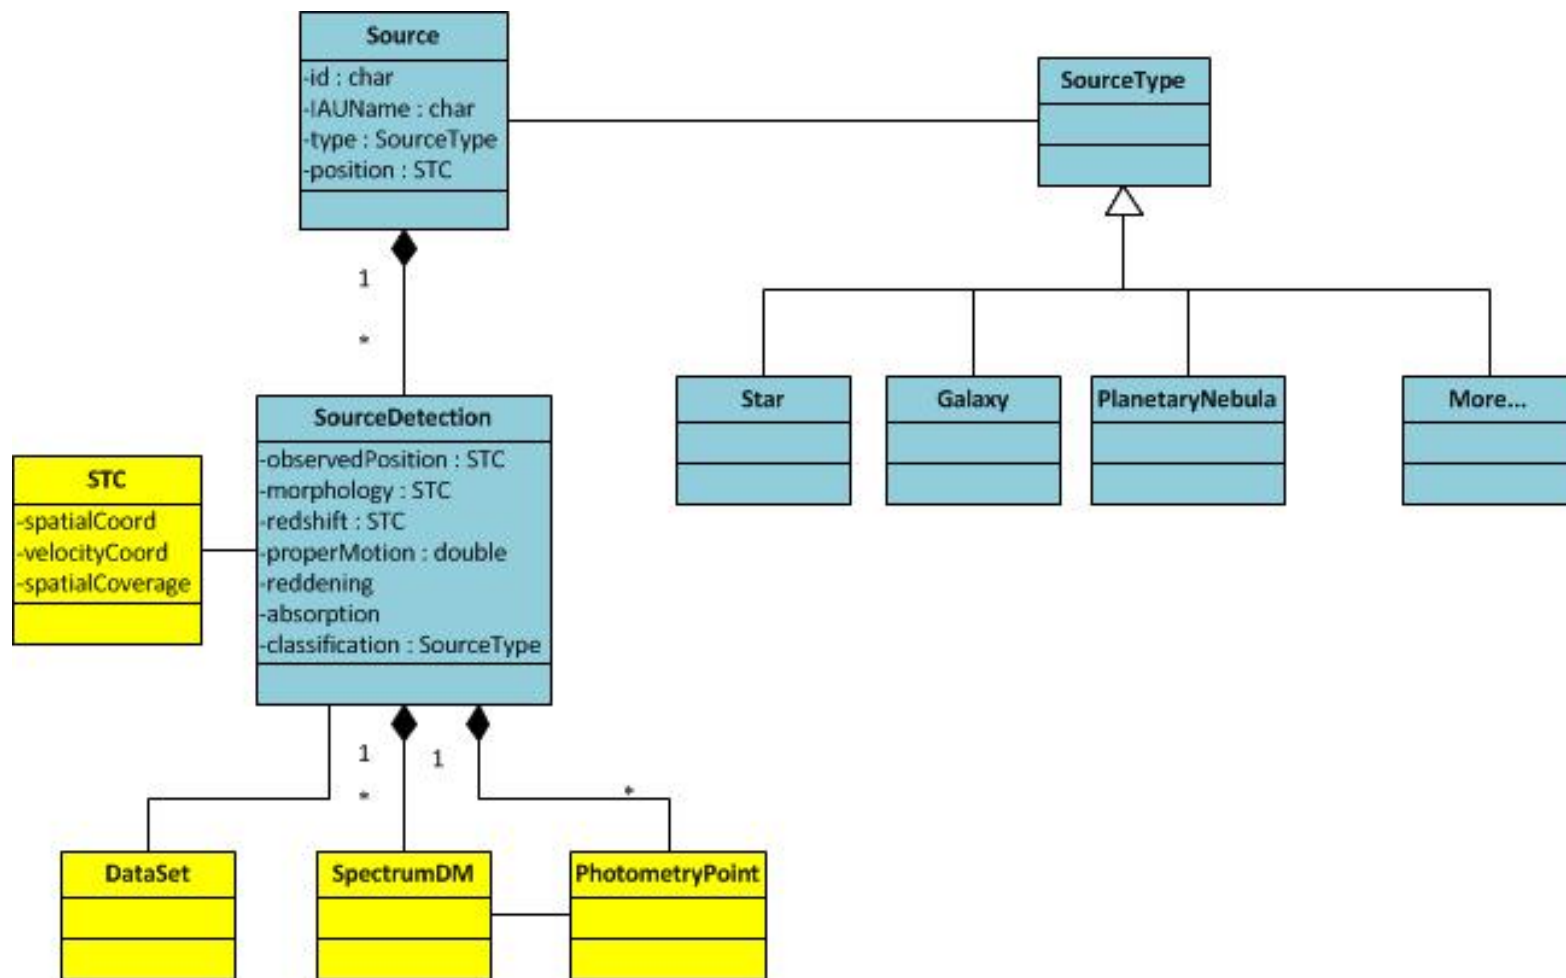 Source
-id : char
-IAUName : char
-type : SourceType
-position : STC
SourceType
1
*
Star
Galaxy
PlanetaryNebula
More...
SourceDetection
-observedPosition : STC
-morphology : STC
-redshift : STC
-properMotion : double
-reddening
-absorption
-classification : SourceType
STC
-spatialCoord
-velocityCoord
-spatialCoverage
1
*
1
*
DataSet
SpectrumDM
PhotometryPoint